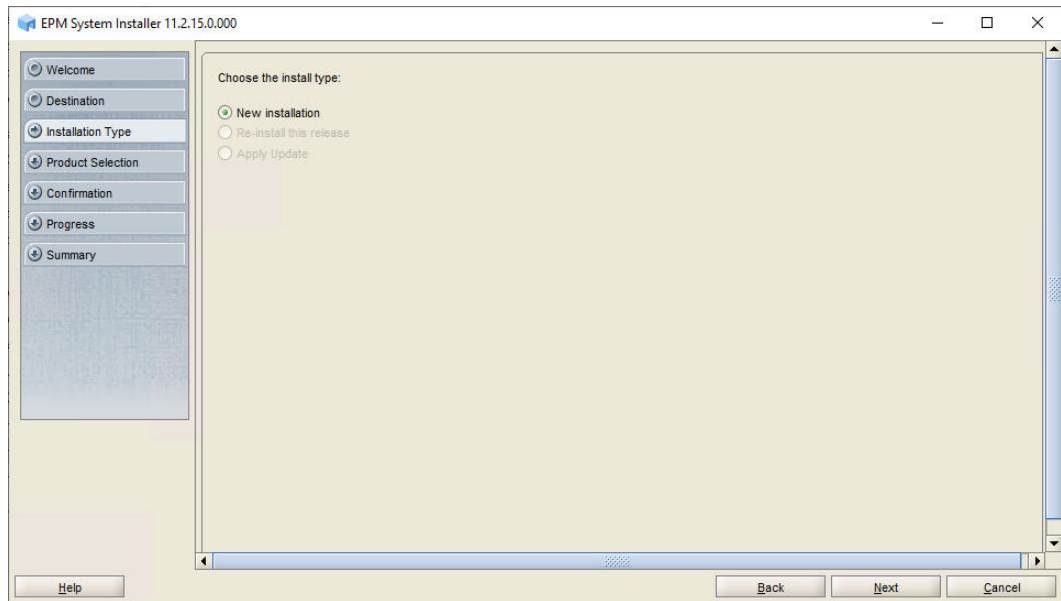 EPM System Installer 11.2.15.0.000
Welcome
Destination
Installation Type
Product Selection
Confirmation
Progress
Summary
Choose the install type:
New installation
Re-install this release
Apply Update
Help
Back
Next
Cancel